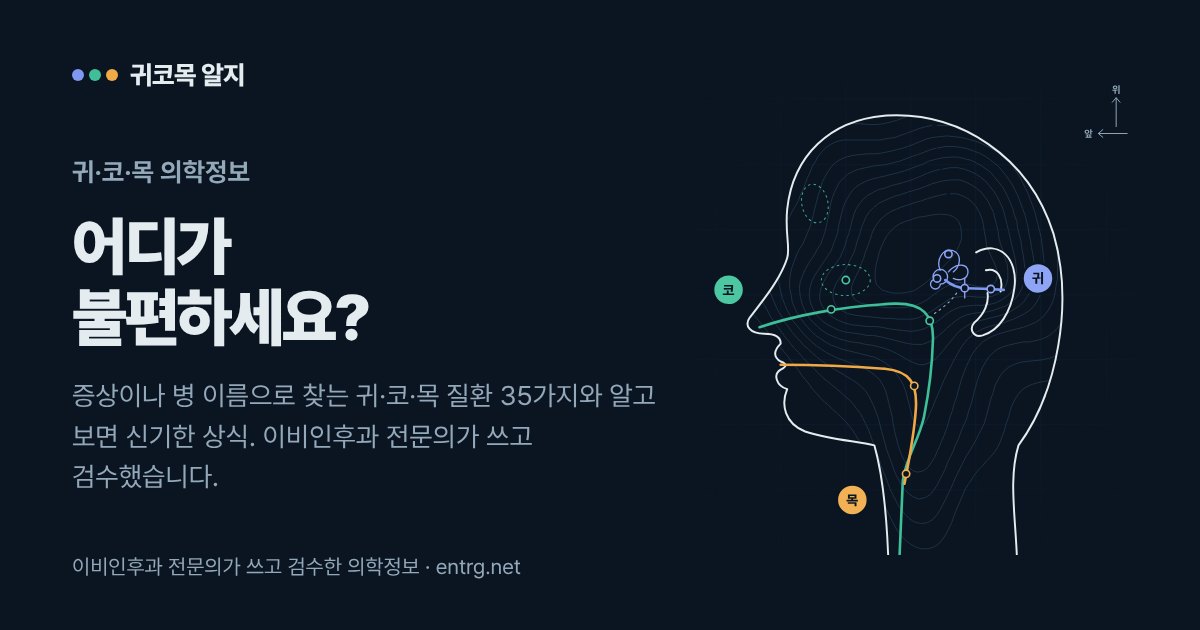 귀코목 알지
귀·코·목 의학정보
어디가
불편하세요?
증상이나 병 이름으로 찾는 귀·코·목 질환 35가지와 알고
보면 신기한 상식. 이비인후과 전문의가 쓰고
검수했습니다.
이비인후과 전문의가 쓰고 검수한 의학정보 · entrg.net
위
앞
코
귀
목